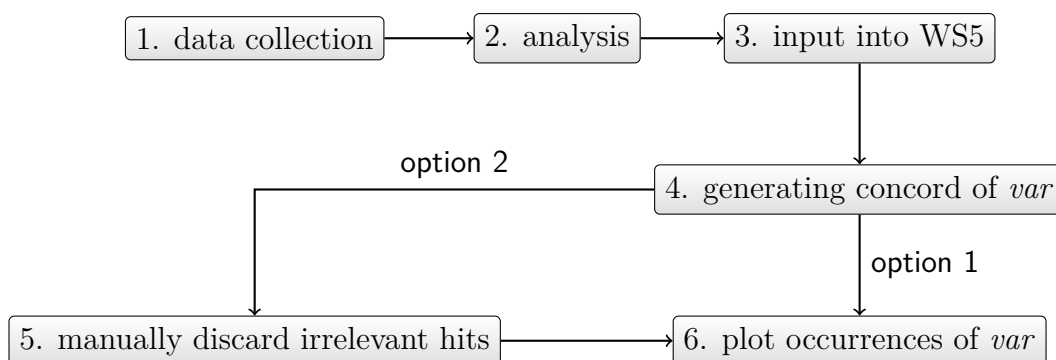 1. data collection
2. analysis
3. input into WS5
option 2
4. generating concord of var
option 1
5. manually discard irrelevant hits
6. plot occurrences of var